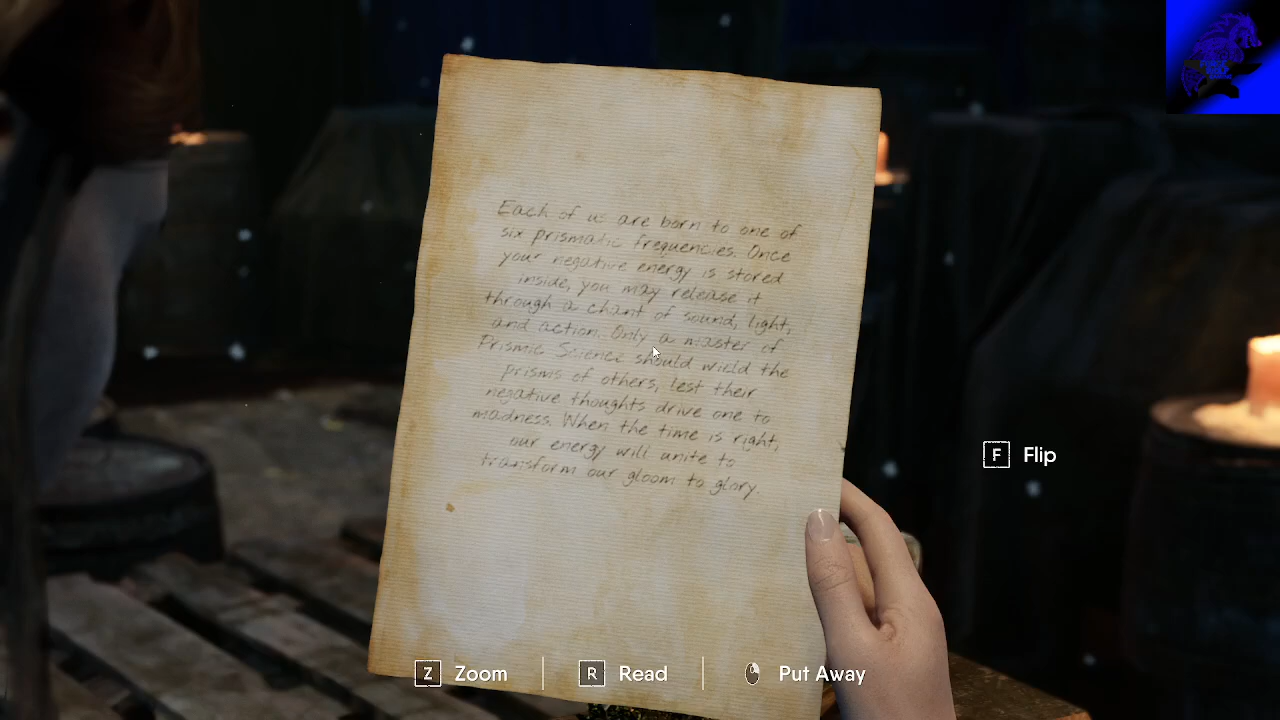 Each of us are born to one of
six prismatic frequencies. Once
your negative energy is stored
inside, you may release it
through a chant of sound, light,
and action. Only a master of
Prismic Science should wield the
prisms of others, lest their
negative thoughts drive one to
madness. When the time is right,
our energy will unite to
transform our gloom to glory.
F Flip
Z Zoom
R Read
Put Away